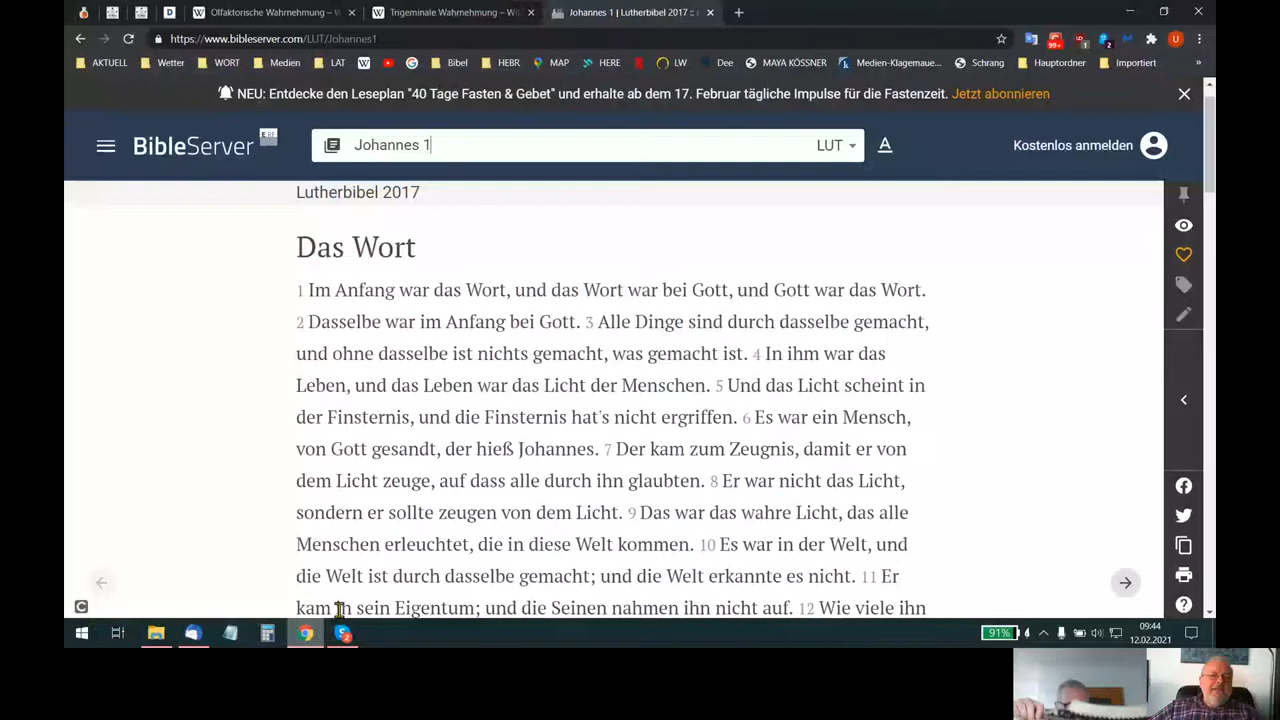 Olfaktorische Wahrnehmung – W
Trigeminale Wahrnehmung – Wi
Johannes 1 | Lutherbibel 2017 ::
https://www.bibleserver.com/LUT/Johannes1
99+
1
2
U
AKTUELL
Wetter
WORT
Medien
LAT
Bibel
HEBR
MAP
HERE
LW
Dee
MAYA KÖSSNER
Medien-Klagemaue...
Schrang
Hauptordner
Importiert
»
NEU: Entdecke den Leseplan "40 Tage Fasten & Gebet" und erhalte ab dem 17. Februar tägliche Impulse für die Fastenzeit. Jetzt abonnieren
BibleServer
Johannes 1
LUT
A
Kostenlos anmelden
Lutherbibel 2017
Das Wort
1 Im Anfang war das Wort, und das Wort war bei Gott, und Gott war das Wort.
2 Dasselbe war im Anfang bei Gott. 3 Alle Dinge sind durch dasselbe gemacht,
und ohne dasselbe ist nichts gemacht, was gemacht ist. 4 In ihm war das
Leben, und das Leben war das Licht der Menschen. 5 Und das Licht scheint in
der Finsternis, und die Finsternis hat's nicht ergriffen. 6 Es war ein Mensch,
von Gott gesandt, der hieß Johannes. 7 Der kam zum Zeugnis, damit er von
dem Licht zeuge, auf dass alle durch ihn glaubten. 8 Er war nicht das Licht,
sondern er sollte zeugen von dem Licht. 9 Das war das wahre Licht, das alle
Menschen erleuchtet, die in diese Welt kommen. 10 Es war in der Welt, und
die Welt ist durch dasselbe gemacht; und die Welt erkannte es nicht. 11 Er
kam in sein Eigentum; und die Seinen nahmen ihn nicht auf. 12 Wie viele ihn
91%
09:44
12.02.2021